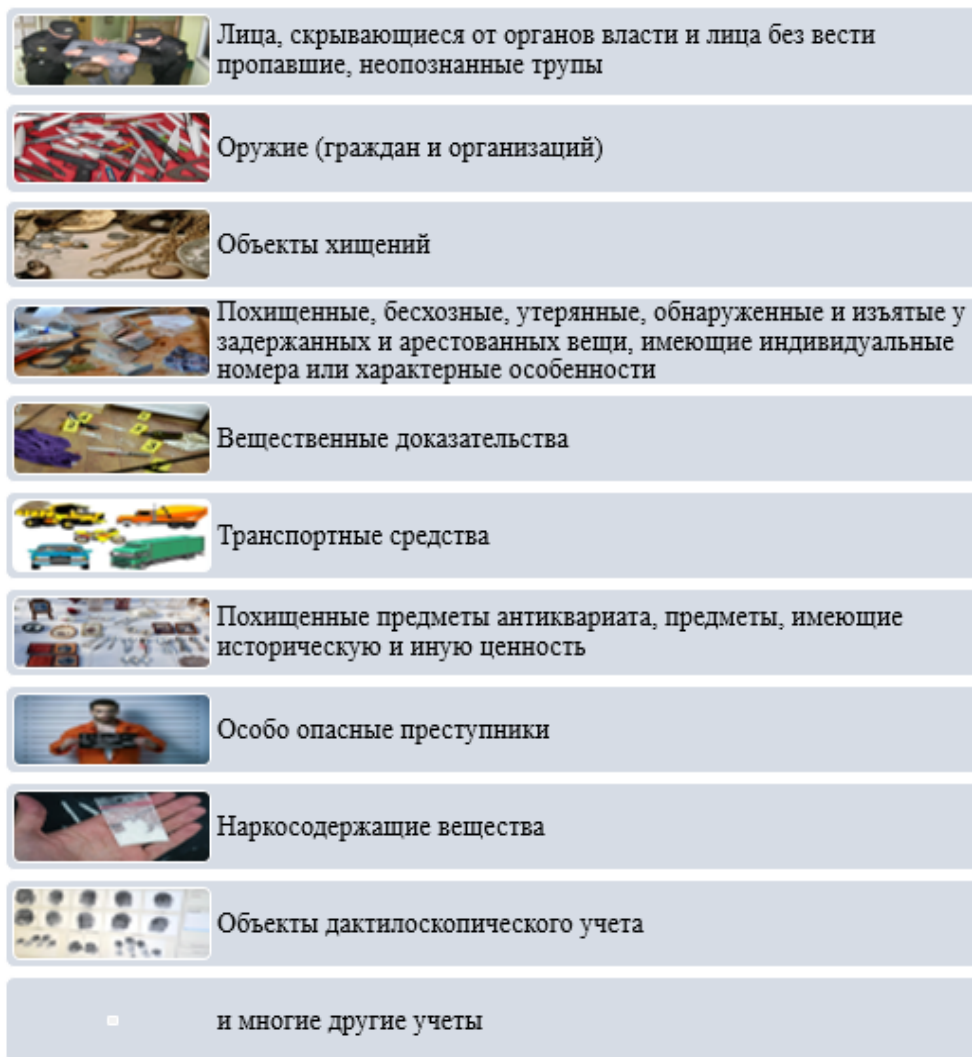 Лица, скрывающиеся от органов власти и лица без вести
пропавшие, неопознанные трупы
Оружие (граждан и организаций)
Объекты хищений
Похищенные, бесхозные, утерянные, обнаруженные и изъятые у
задержанных и арестованных вещи, имеющие индивидуальные
номера или характерные особенности
Вещественные доказательства
Транспортные средства
Похищенные предметы антиквариата, предметы, имеющие
историческую и иную ценность
Особо опасные преступники
Наркосодержащие вещества
Объекты дактилоскопического учета
и многие другие учеты